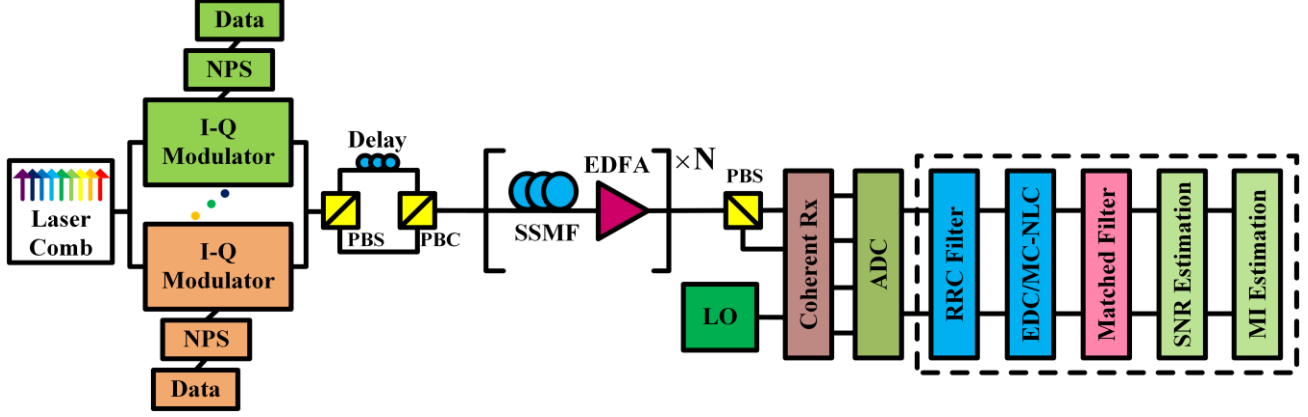 Data
NPS
I-Q
Modulator
Laser
Comb
I-Q
Modulator
NPS
Data
Delay
PBS
PBC
SSMF
EDFA
×N
PBS
LO
Coherent Rx
ADC
RRC Filter
EDC/MC-NLC
Matched Filter
SNR Estimation
MI Estimation